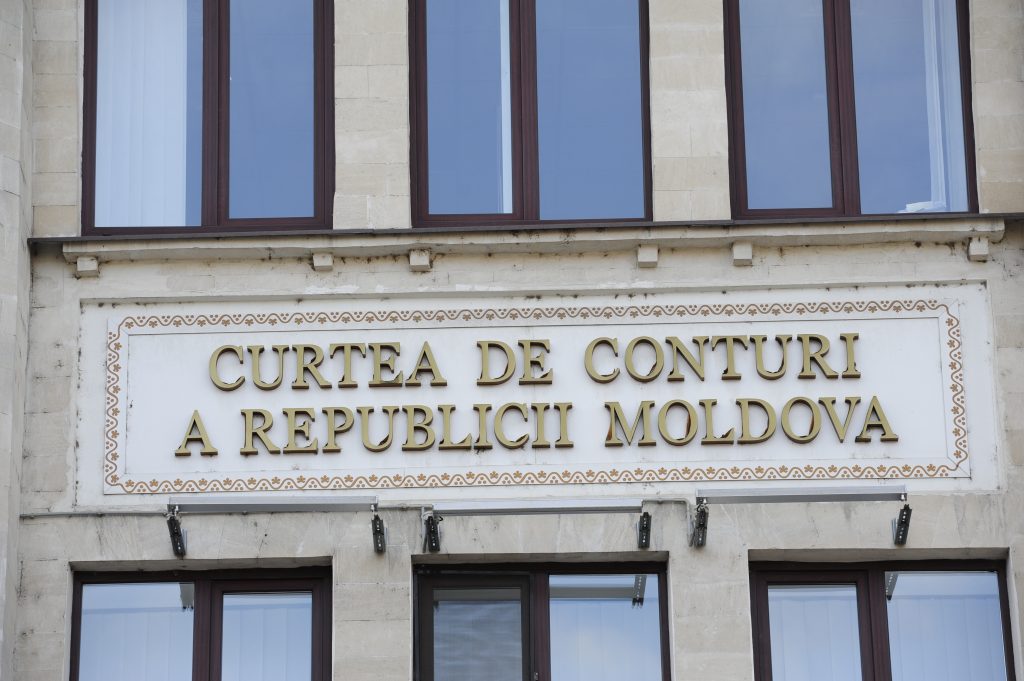 CURTEA DE CONTURI
A REPUBLICII MOLDOVA